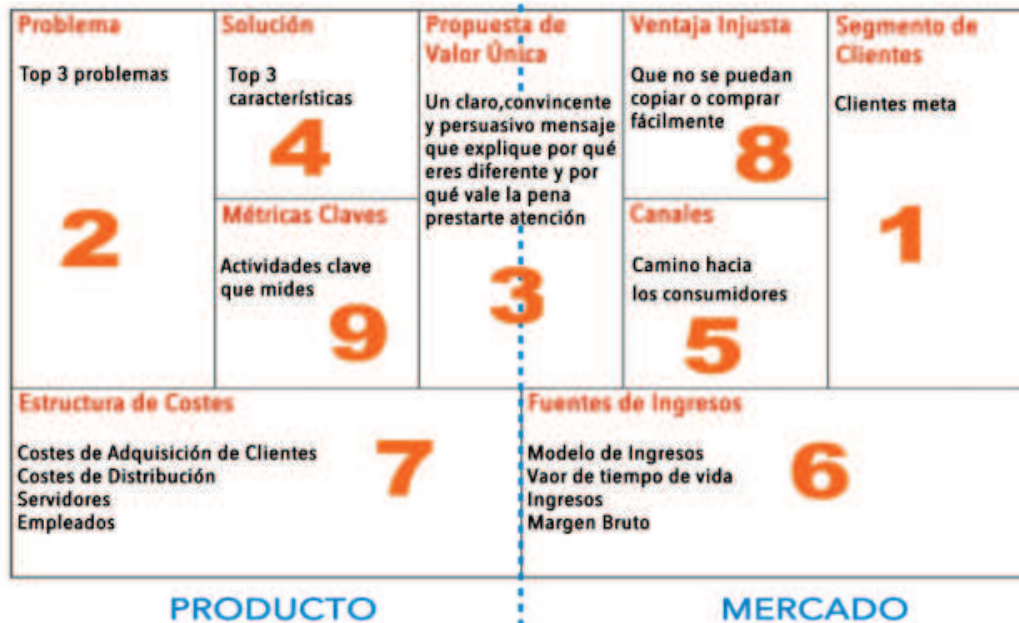 Problema
Top 3 problemas
2
Solución
Top 3
características
4
Métricas Claves
Actividades clave
que mides
9
Propuesta de
Valor Única
Un claro,convincente
y persuasivo mensaje
que explique por qué
eres diferente y por
qué vale la pena
prestarte atención
3
Ventaja Injusta
Que no se puedan
copiar o comprar
fácilmente
8
Canales
Camino hacia
los consumidores
5
Segmento de
Clientes
Clientes meta
1
Estructura de Costes
Costes de Adquisición de Clientes
Costes de Distribución
Servidores
Empleados
7
Fuentes de Ingresos
Modelo de Ingresos
Vaor de tiempo de vida
Ingresos
Margen Bruto
6
PRODUCTO
MERCADO